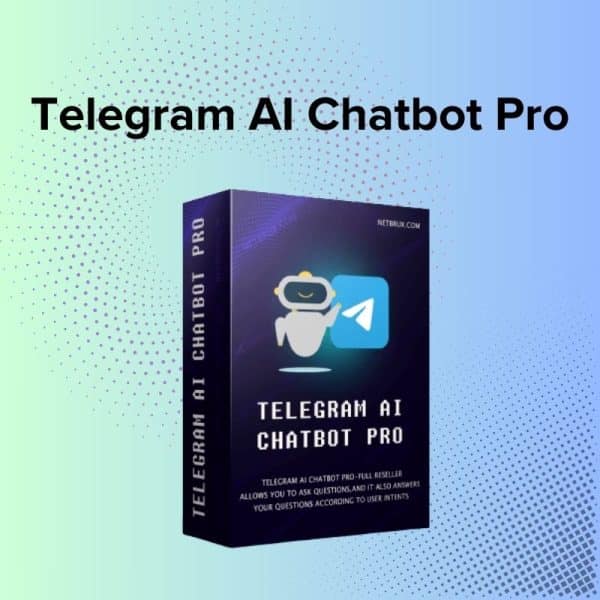 Telegram AI Chatbot Pro
NETBRUX.COM
TELEGRAM AI CHATBOT PRO
TELEGRAM AI
CHATBOT PRO
TELEGRAM AI CHATBOT PRO-FULL RESELLER
ALLOWS YOU TO ASK QUESTIONS,AND IT ALSO ANSWERS
YOUR QUESTIONS ACCORDING TO USER INTENTS